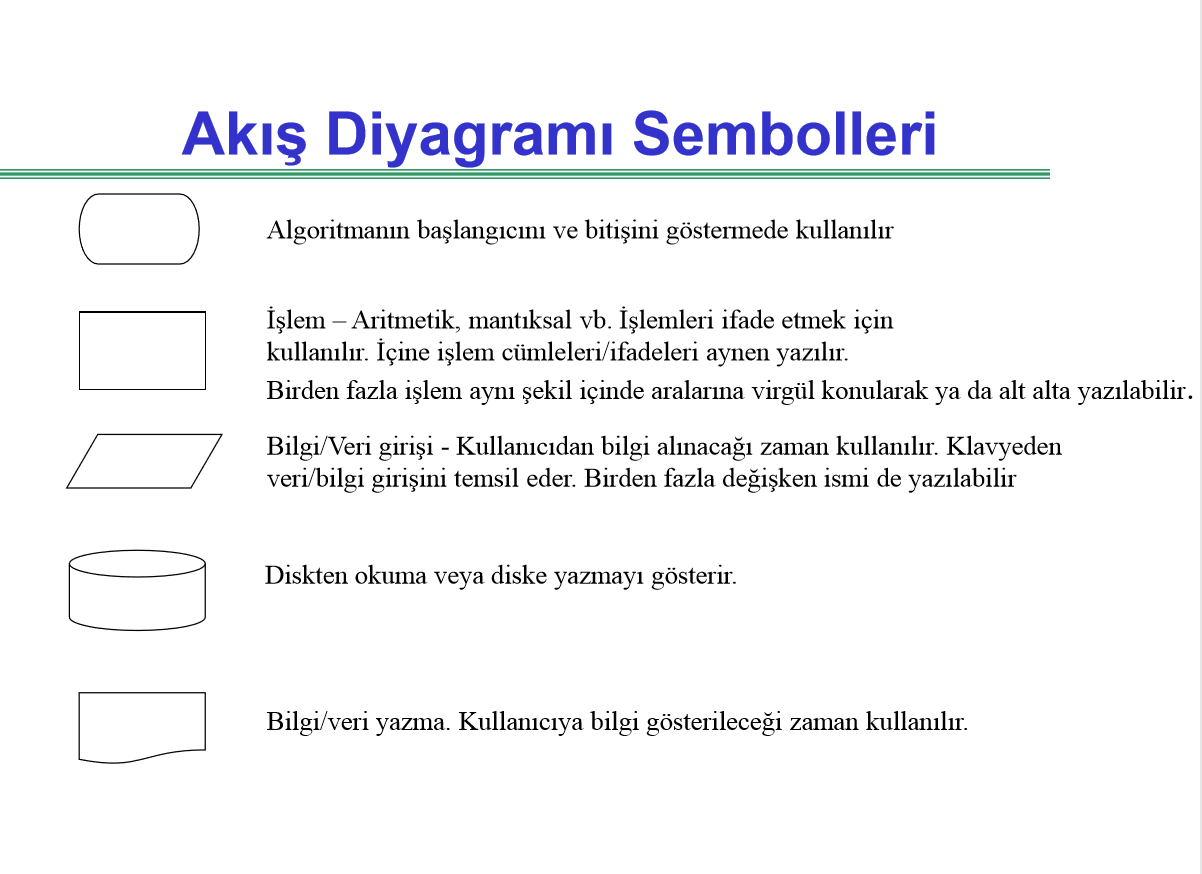 Akış Diyagramı Sembolleri
Algoritmanın başlangıcını ve bitişini göstermede kullanılır
İşlem – Aritmetik, mantıksal vb. İşlemleri ifade etmek için
kullanılır. İçine işlem cümleleri/ifadeleri aynen yazılır.
Birden fazla işlem aynı şekil içinde aralarına virgül konularak ya da alt alta yazılabilir.
Bilgi/Veri girişi - Kullanıcıdan bilgi alınacağı zaman kullanılır. Klavyeden
veri/bilgi girişini temsil eder. Birden fazla değişken ismi de yazılabilir
Diskten okuma veya diske yazmayı gösterir.
Bilgi/veri yazma. Kullanıcıya bilgi gösterileceği zaman kullanılır.